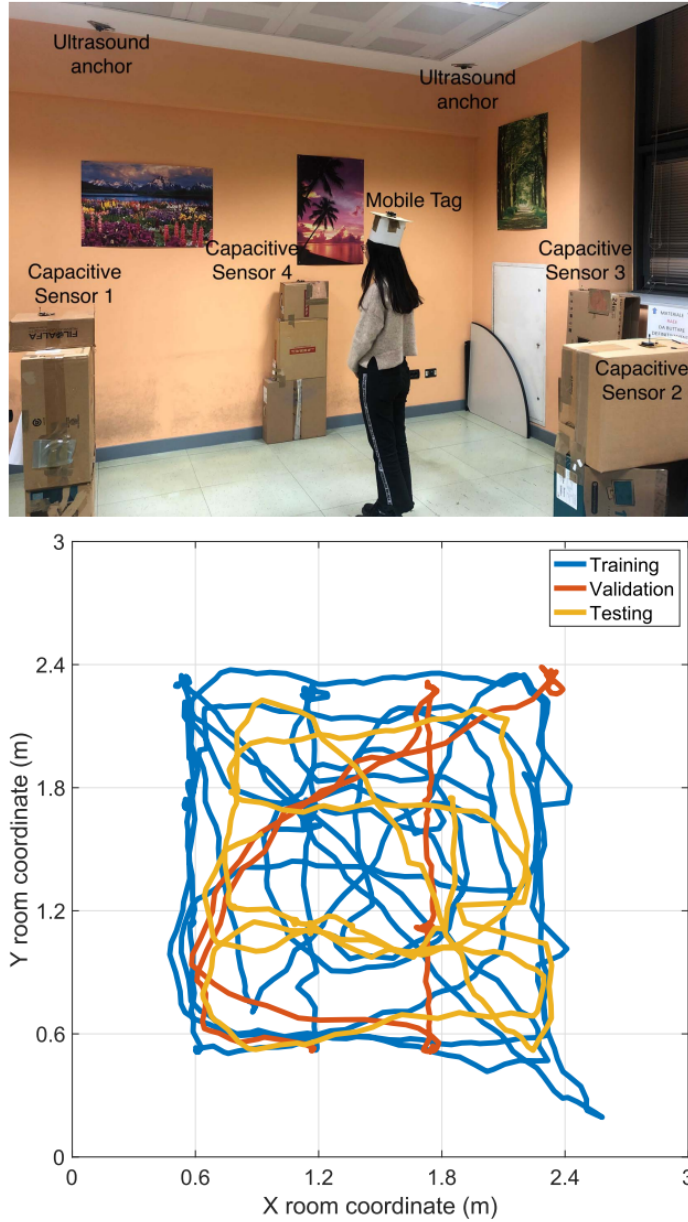 Ultrasound
anchor
Ultrasound
anchor
Mobile Tag
Capacitive
Sensor 1
Capacitive
Sensor 4
Capacitive
Sensor 3
Capacitive
Sensor 2
3
2.4
1.8
1.2
0.6
0
Y room coordinate (m)
Training
Validation
Testing
0
0.6
1.2
1.8
2.4
3
X room coordinate (m)